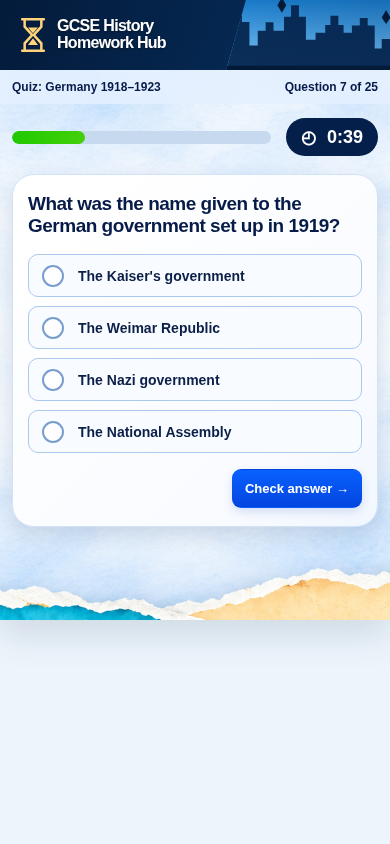 GCSE History
Homework Hub
Quiz: Germany 1918–1923
Question 7 of 25
0:39
What was the name given to the
German government set up in 1919?
The Kaiser's government
The Weimar Republic
The Nazi government
The National Assembly
Check answer →